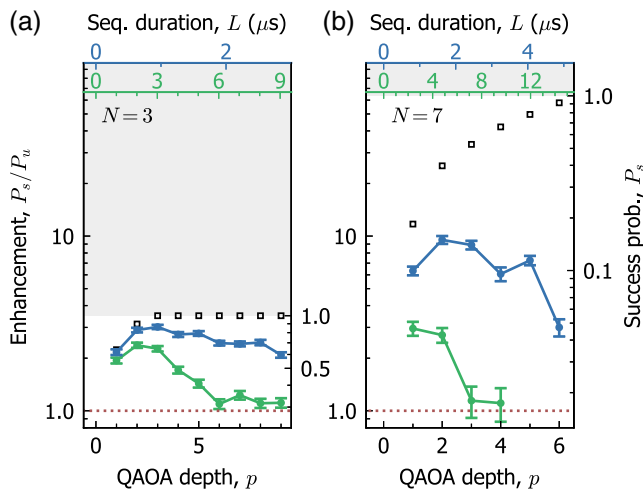 (a)
Seq. duration, L (μs)
0 2
0 3 6 9
N = 3
Enhancement, P_s/P_u
10
1.0
1.0
0.5
0 5
QAOA depth, p
(b)
Seq. duration, L (μs)
0 2 4
0 4 8 12
N = 7
10
1.0
1.0
0.1
Success prob., P_s
0 2 4 6
QAOA depth, p